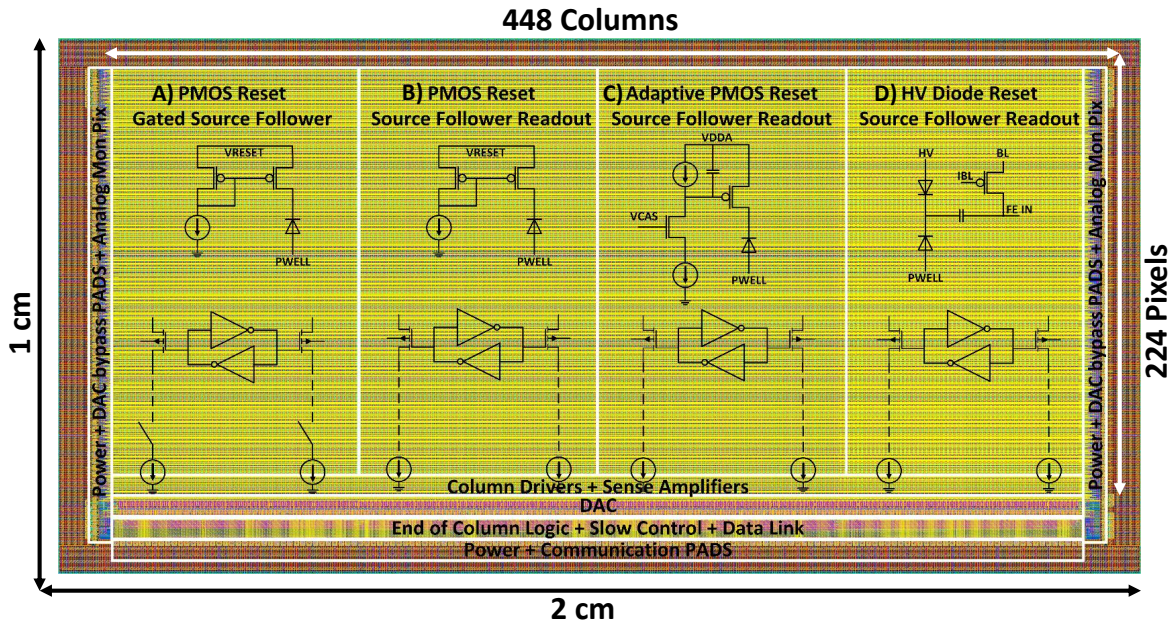 448 Columns
1 cm
Power + DAC bypass PADS + Analog Mon Pix
A) PMOS Reset
Gated Source Follower
VRESET
PWELL
B) PMOS Reset
Source Follower Readout
VRESET
PWELL
C) Adaptive PMOS Reset
Source Follower Readout
VDDA
VCAS
PWELL
D) HV Diode Reset
Source Follower Readout
HV
BL
IBL
FE IN
PWELL
Power + DAC bypass PADS + Analog Mon Pix
224 Pixels
Column Drivers + Sense Amplifiers
DAC
End of Column Logic + Slow Control + Data Link
Power + Communication PADS
2 cm